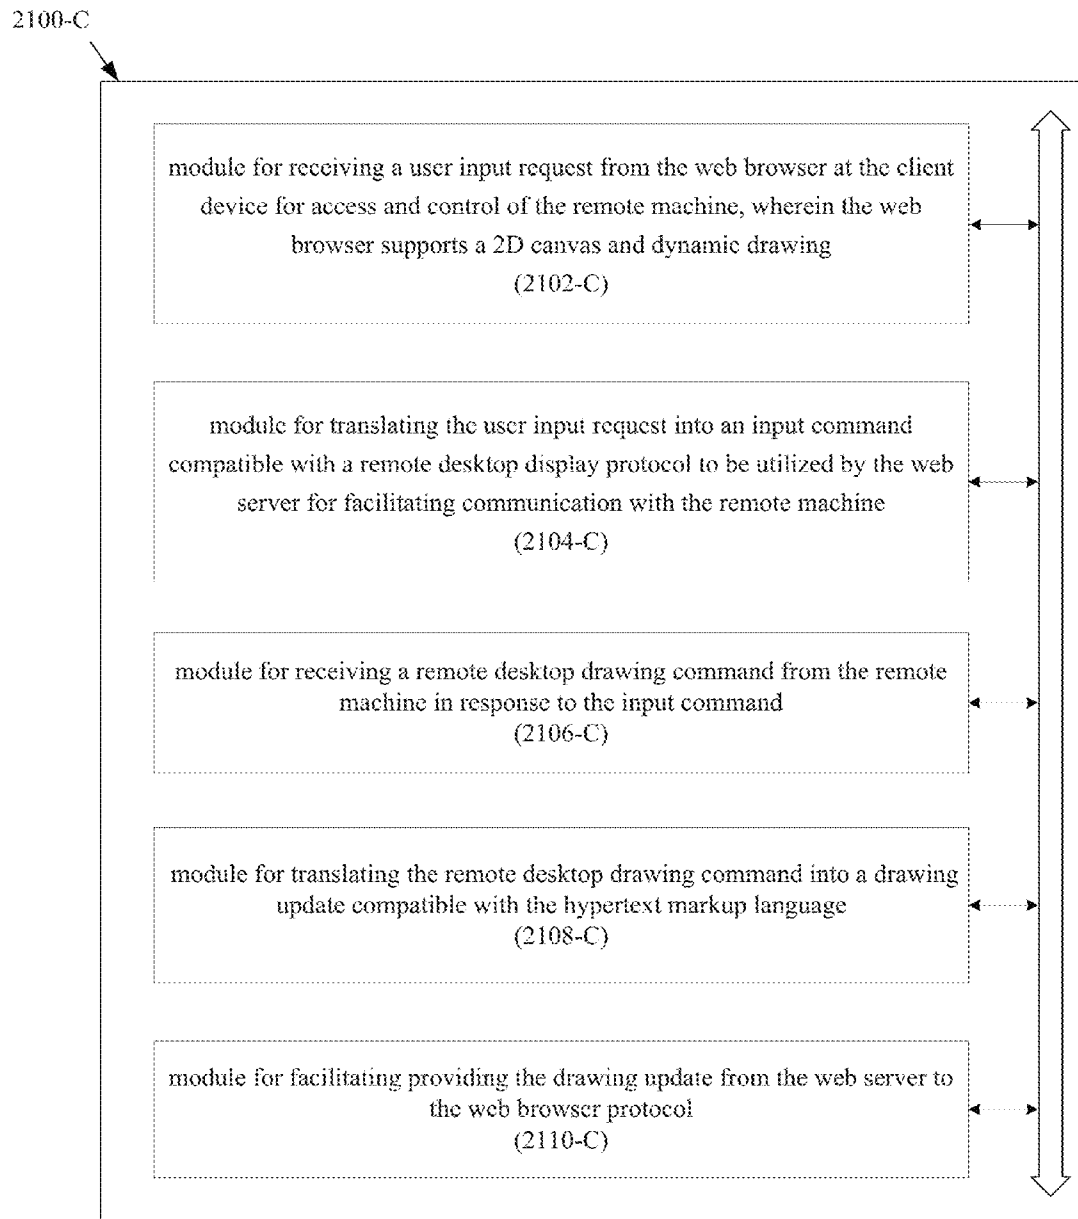 2100-C
module for receiving a user input request from the web browser at the client
device for access and control of the remote machine, wherein the web
browser supports a 2D canvas and dynamic drawing
(2102-C)
module for translating the user input request into an input command
compatible with a remote desktop display protocol to be utilized by the web
server for facilitating communication with the remote machine
(2104-C)
module for receiving a remote desktop drawing command from the remote
machine in response to the input command
(2106-C)
module for translating the remote desktop drawing command into a drawing
update compatible with the hypertext markup language
(2108-C)
module for facilitating providing the drawing update from the web server to
the web browser protocol
(2110-C)